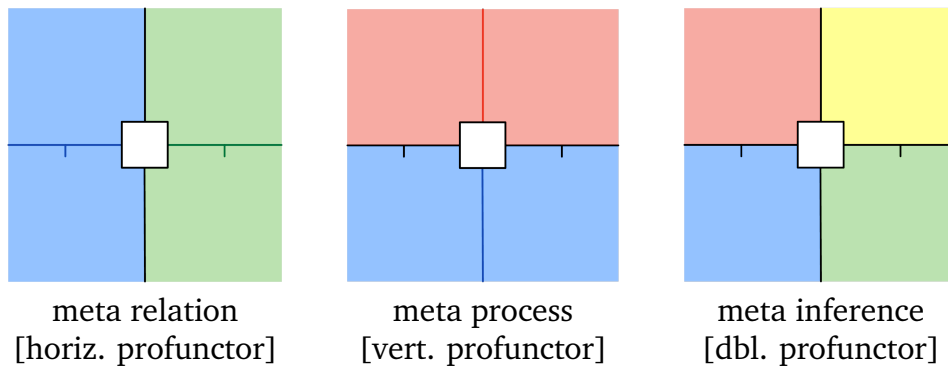 meta relation
[horiz. profunctor]
meta process
[vert. profunctor]
meta inference
[dbl. profunctor]